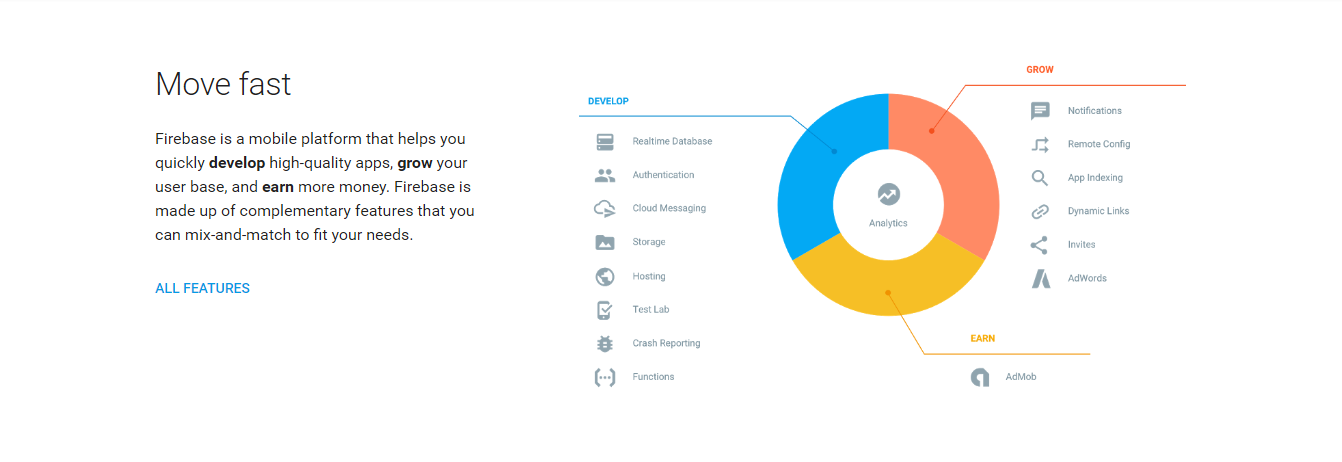 Move fast
Firebase is a mobile platform that helps you
quickly develop high-quality apps, grow your
user base, and earn more money. Firebase is
made up of complementary features that you
can mix-and-match to fit your needs.
ALL FEATURES
DEVELOP
Realtime Database
Authentication
Cloud Messaging
Storage
Hosting
Test Lab
Crash Reporting
Functions
Analytics
GROW
Notifications
Remote Config
App Indexing
Dynamic Links
Invites
AdWords
EARN
AdMob